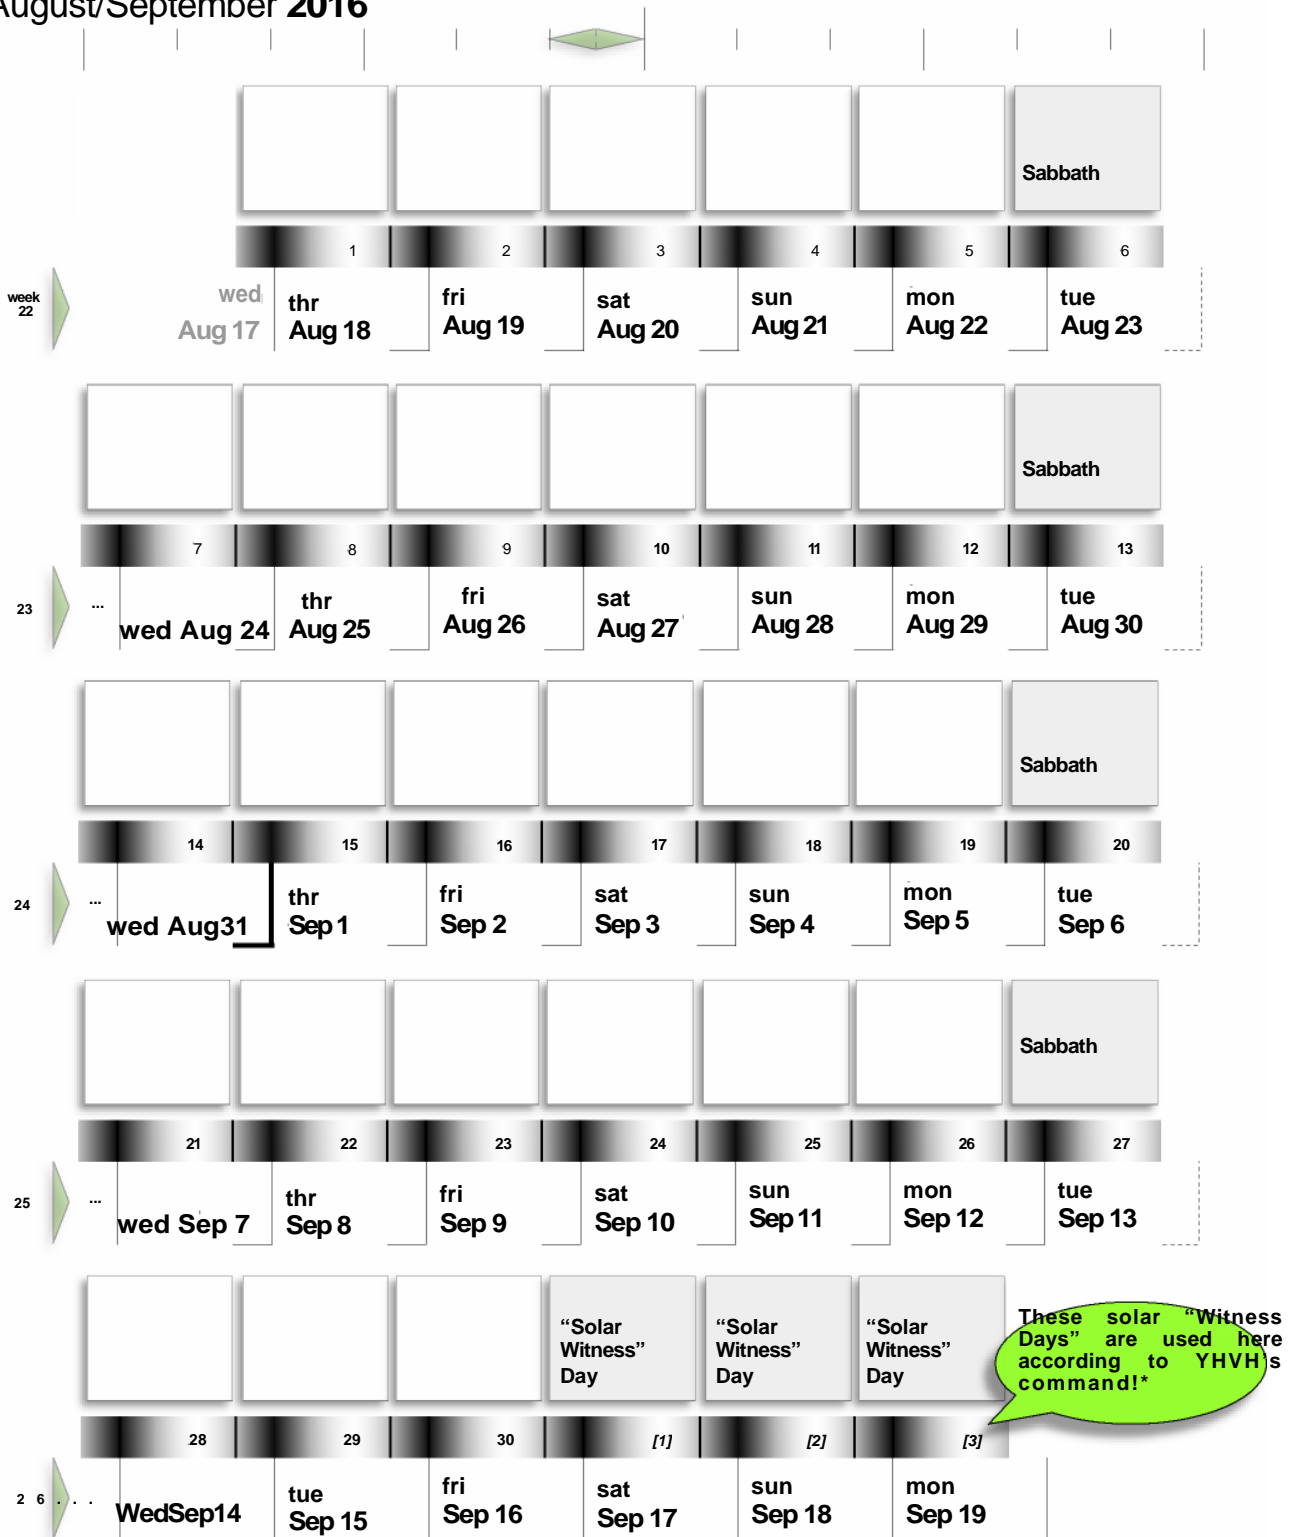 August/September 2016
Sabbath
1 2 3 4 5 6
week
22
wed
Aug 17
thr
Aug 18
fri
Aug 19
sat
Aug 20
sun
Aug 21
mon
Aug 22
tue
Aug 23
Sabbath
7 8 9 10 11 12 13
23
...
wed Aug 24
thr
Aug 25
fri
Aug 26
sat
Aug 27
sun
Aug 28
mon
Aug 29
tue
Aug 30
Sabbath
14 15 16 17 18 19 20
24
...
wed Aug31
thr
Sep 1
fri
Sep 2
sat
Sep 3
sun
Sep 4
mon
Sep 5
tue
Sep 6
Sabbath
21 22 23 24 25 26 27
25
...
wed Sep 7
thr
Sep 8
fri
Sep 9
sat
Sep 10
sun
Sep 11
mon
Sep 12
tue
Sep 13
“Solar
Witness”
Day
“Solar
Witness”
Day
“Solar
Witness”
Day
These solar “Witness
Days” are used here
according to YHVH's
command!*
28 29 30 [1] [2] [3]
2 6 . . .
WedSep14
tue
Sep 15
fri
Sep 16
sat
Sep 17
sun
Sep 18
mon
Sep 19